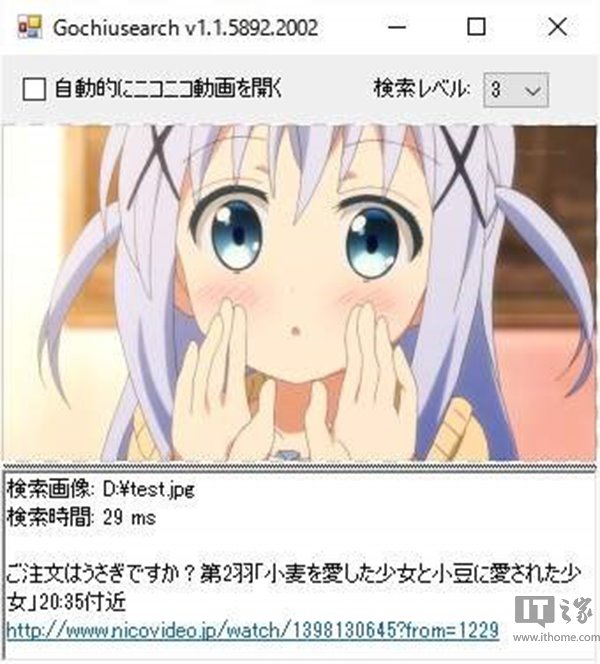 Gochiusearch v1.1.5892.2002
自動的にニコニコ動画を開く 検索レベル: 3
検索画像: D:¥test.jpg
検索時間: 29 ms
ご注文はうさぎですか？第2羽「小麦を愛した少女と小豆に愛された少
女」20:35付近
http://www.nicovideo.jp/watch/1398130645?from=1229
IT之家
www.ithome.com